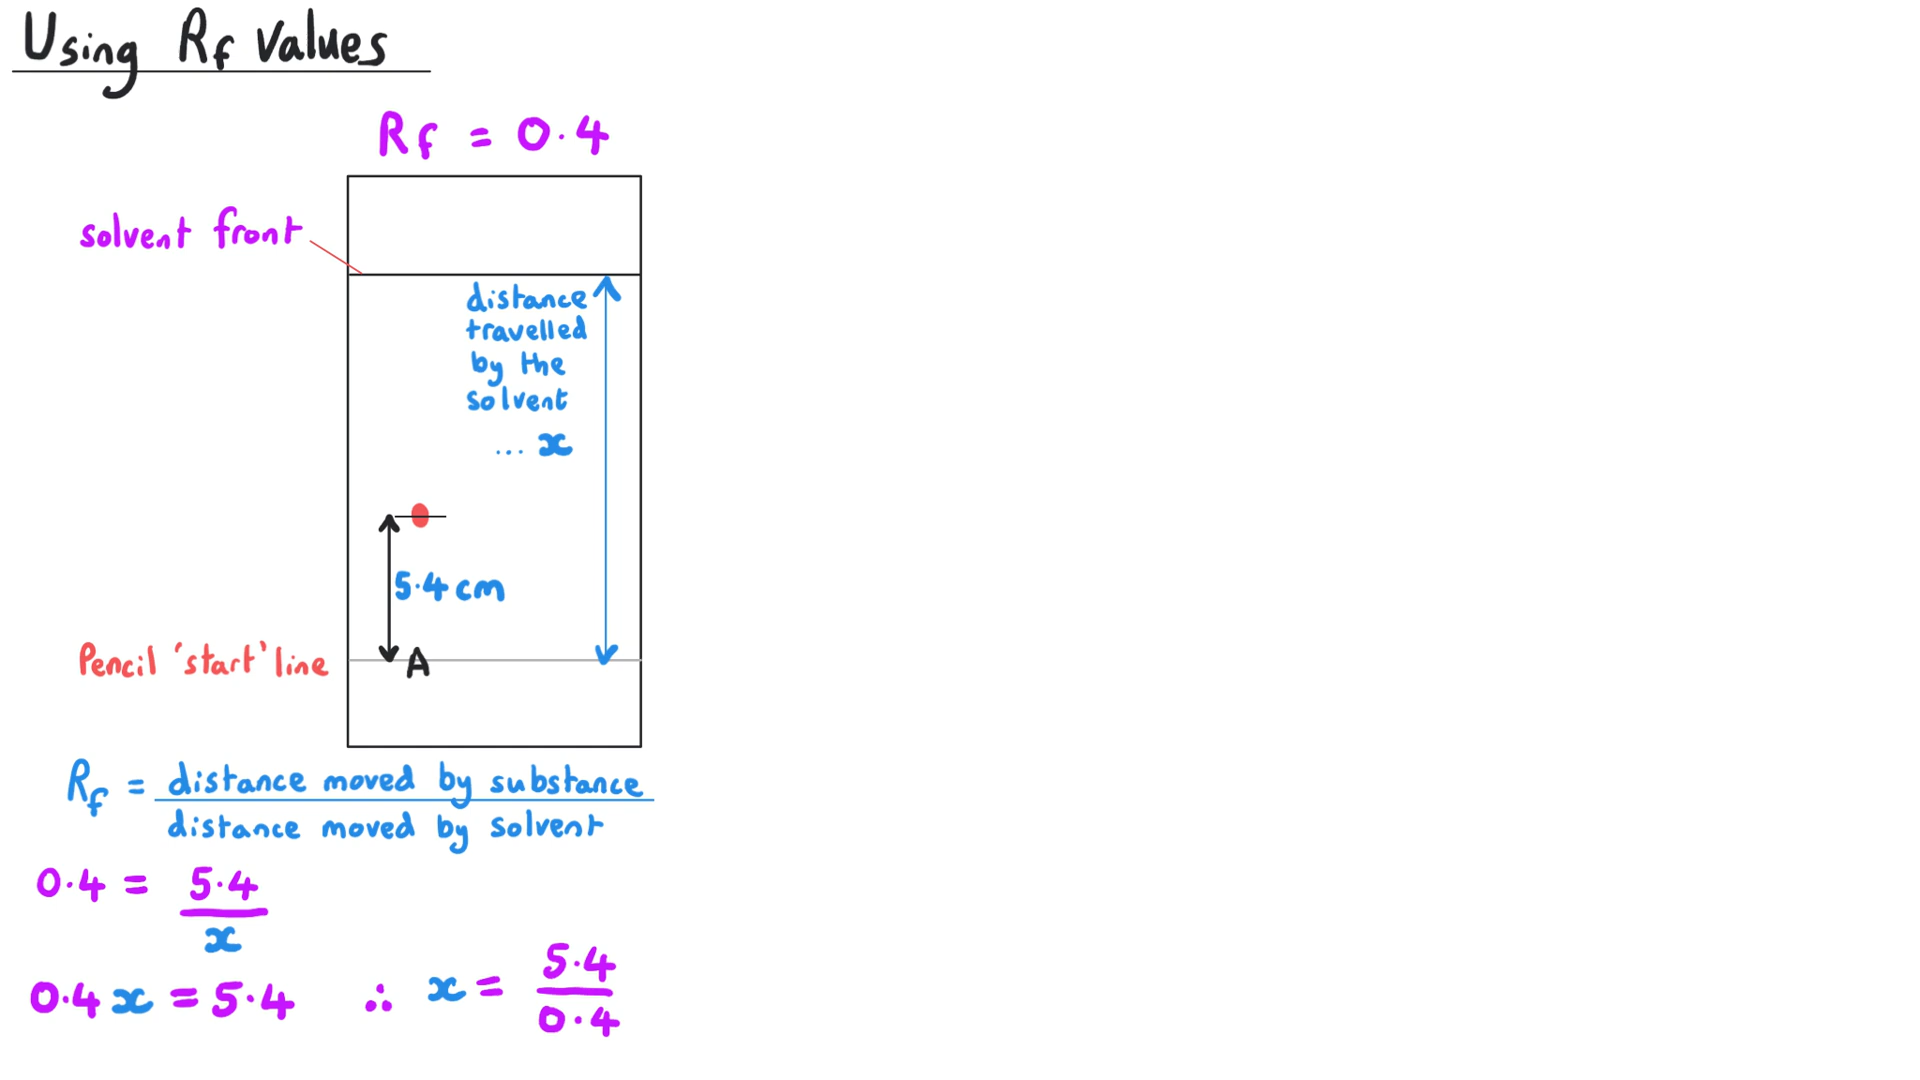 Using Rf values
Rf = 0.4
solvent front
distance
travelled
by the
solvent
... x
5.4 cm
Pencil 'start' line
A
Rf = distance moved by substance
distance moved by solvent
0.4 = 5.4
x
0.4 x = 5.4 ∴ x = 5.4
0.4